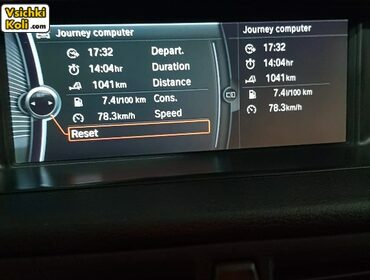 Vsichki
Koli.com
Journey computer
17:32 Depart.
14:04hr Duration
1041km Distance
7.4l/100 km Cons.
78.3km/h Speed
Reset
Journey computer
17:32
14:04hr
1041km
7.4l/100 km
78.3km/h